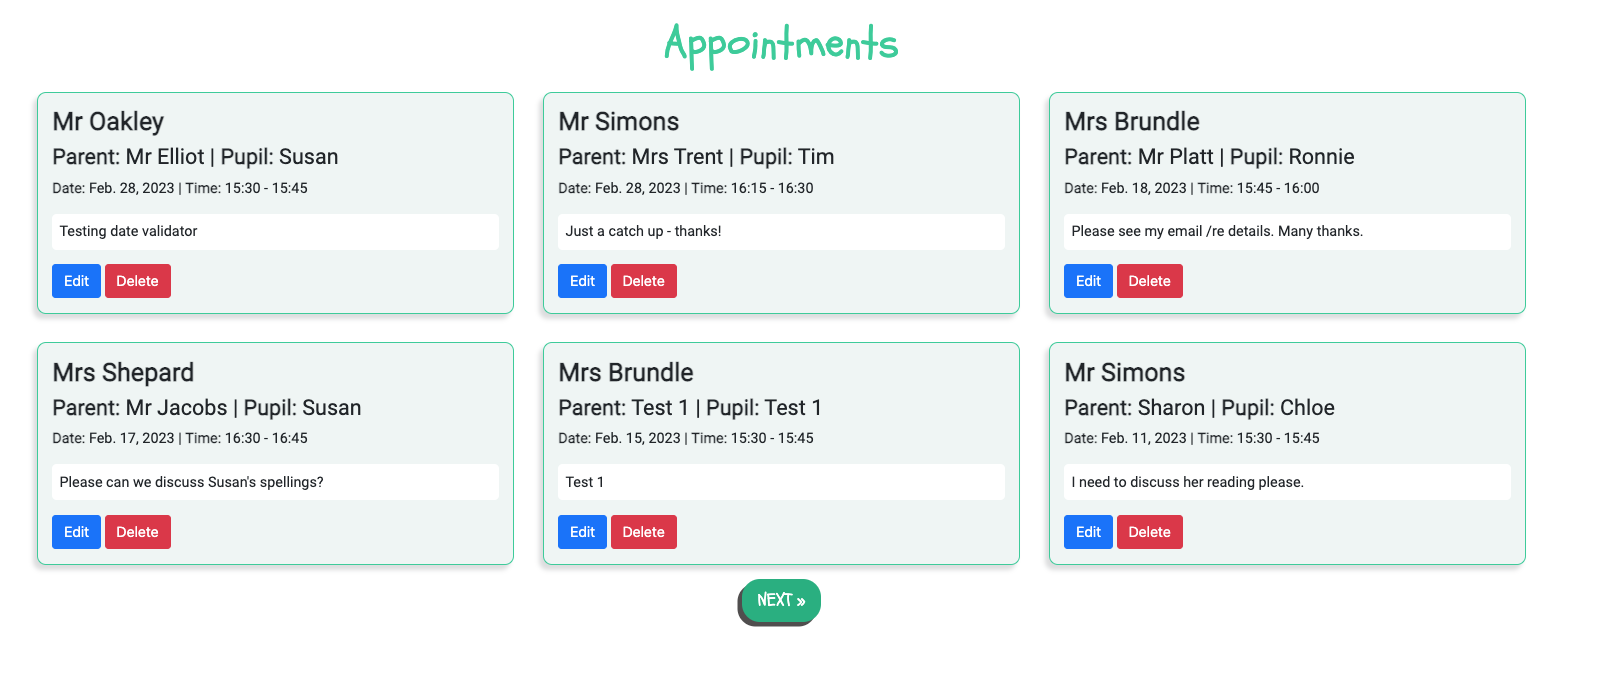 Appointments
Mr Oakley
Parent: Mr Elliot | Pupil: Susan
Date: Feb. 28, 2023 | Time: 15:30 - 15:45
Testing date validator
Edit Delete
Mr Simons
Parent: Mrs Trent | Pupil: Tim
Date: Feb. 28, 2023 | Time: 16:15 - 16:30
Just a catch up - thanks!
Edit Delete
Mrs Brundle
Parent: Mr Platt | Pupil: Ronnie
Date: Feb. 18, 2023 | Time: 15:45 - 16:00
Please see my email /re details. Many thanks.
Edit Delete
Mrs Shepard
Parent: Mr Jacobs | Pupil: Susan
Date: Feb. 17, 2023 | Time: 16:30 - 16:45
Please can we discuss Susan's spellings?
Edit Delete
Mrs Brundle
Parent: Test 1 | Pupil: Test 1
Date: Feb. 15, 2023 | Time: 15:30 - 15:45
Test 1
Edit Delete
Mr Simons
Parent: Sharon | Pupil: Chloe
Date: Feb. 11, 2023 | Time: 15:30 - 15:45
I need to discuss her reading please.
Edit Delete
NEXT »